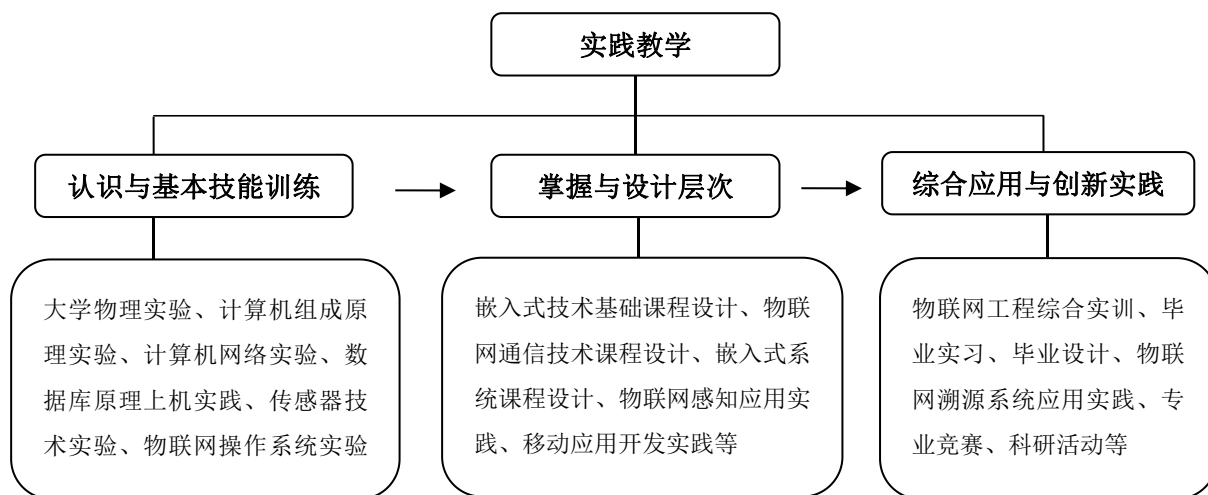 实践教学
认识与基本技能训练
掌握与设计层次
综合应用与创新实践
大学物理实验、计算机组成原
理实验、计算机网络实验、数
据库原理上机实践、传感器技
术实验、物联网操作系统实验
嵌入式技术基础课程设计、物联
网通信技术课程设计、嵌入式系
统课程设计、物联网感知应用实
践、移动应用开发实践等
物联网工程综合实训、毕
业实习、毕业设计、物联
网溯源系统应用实践、专
业竞赛、科研活动等